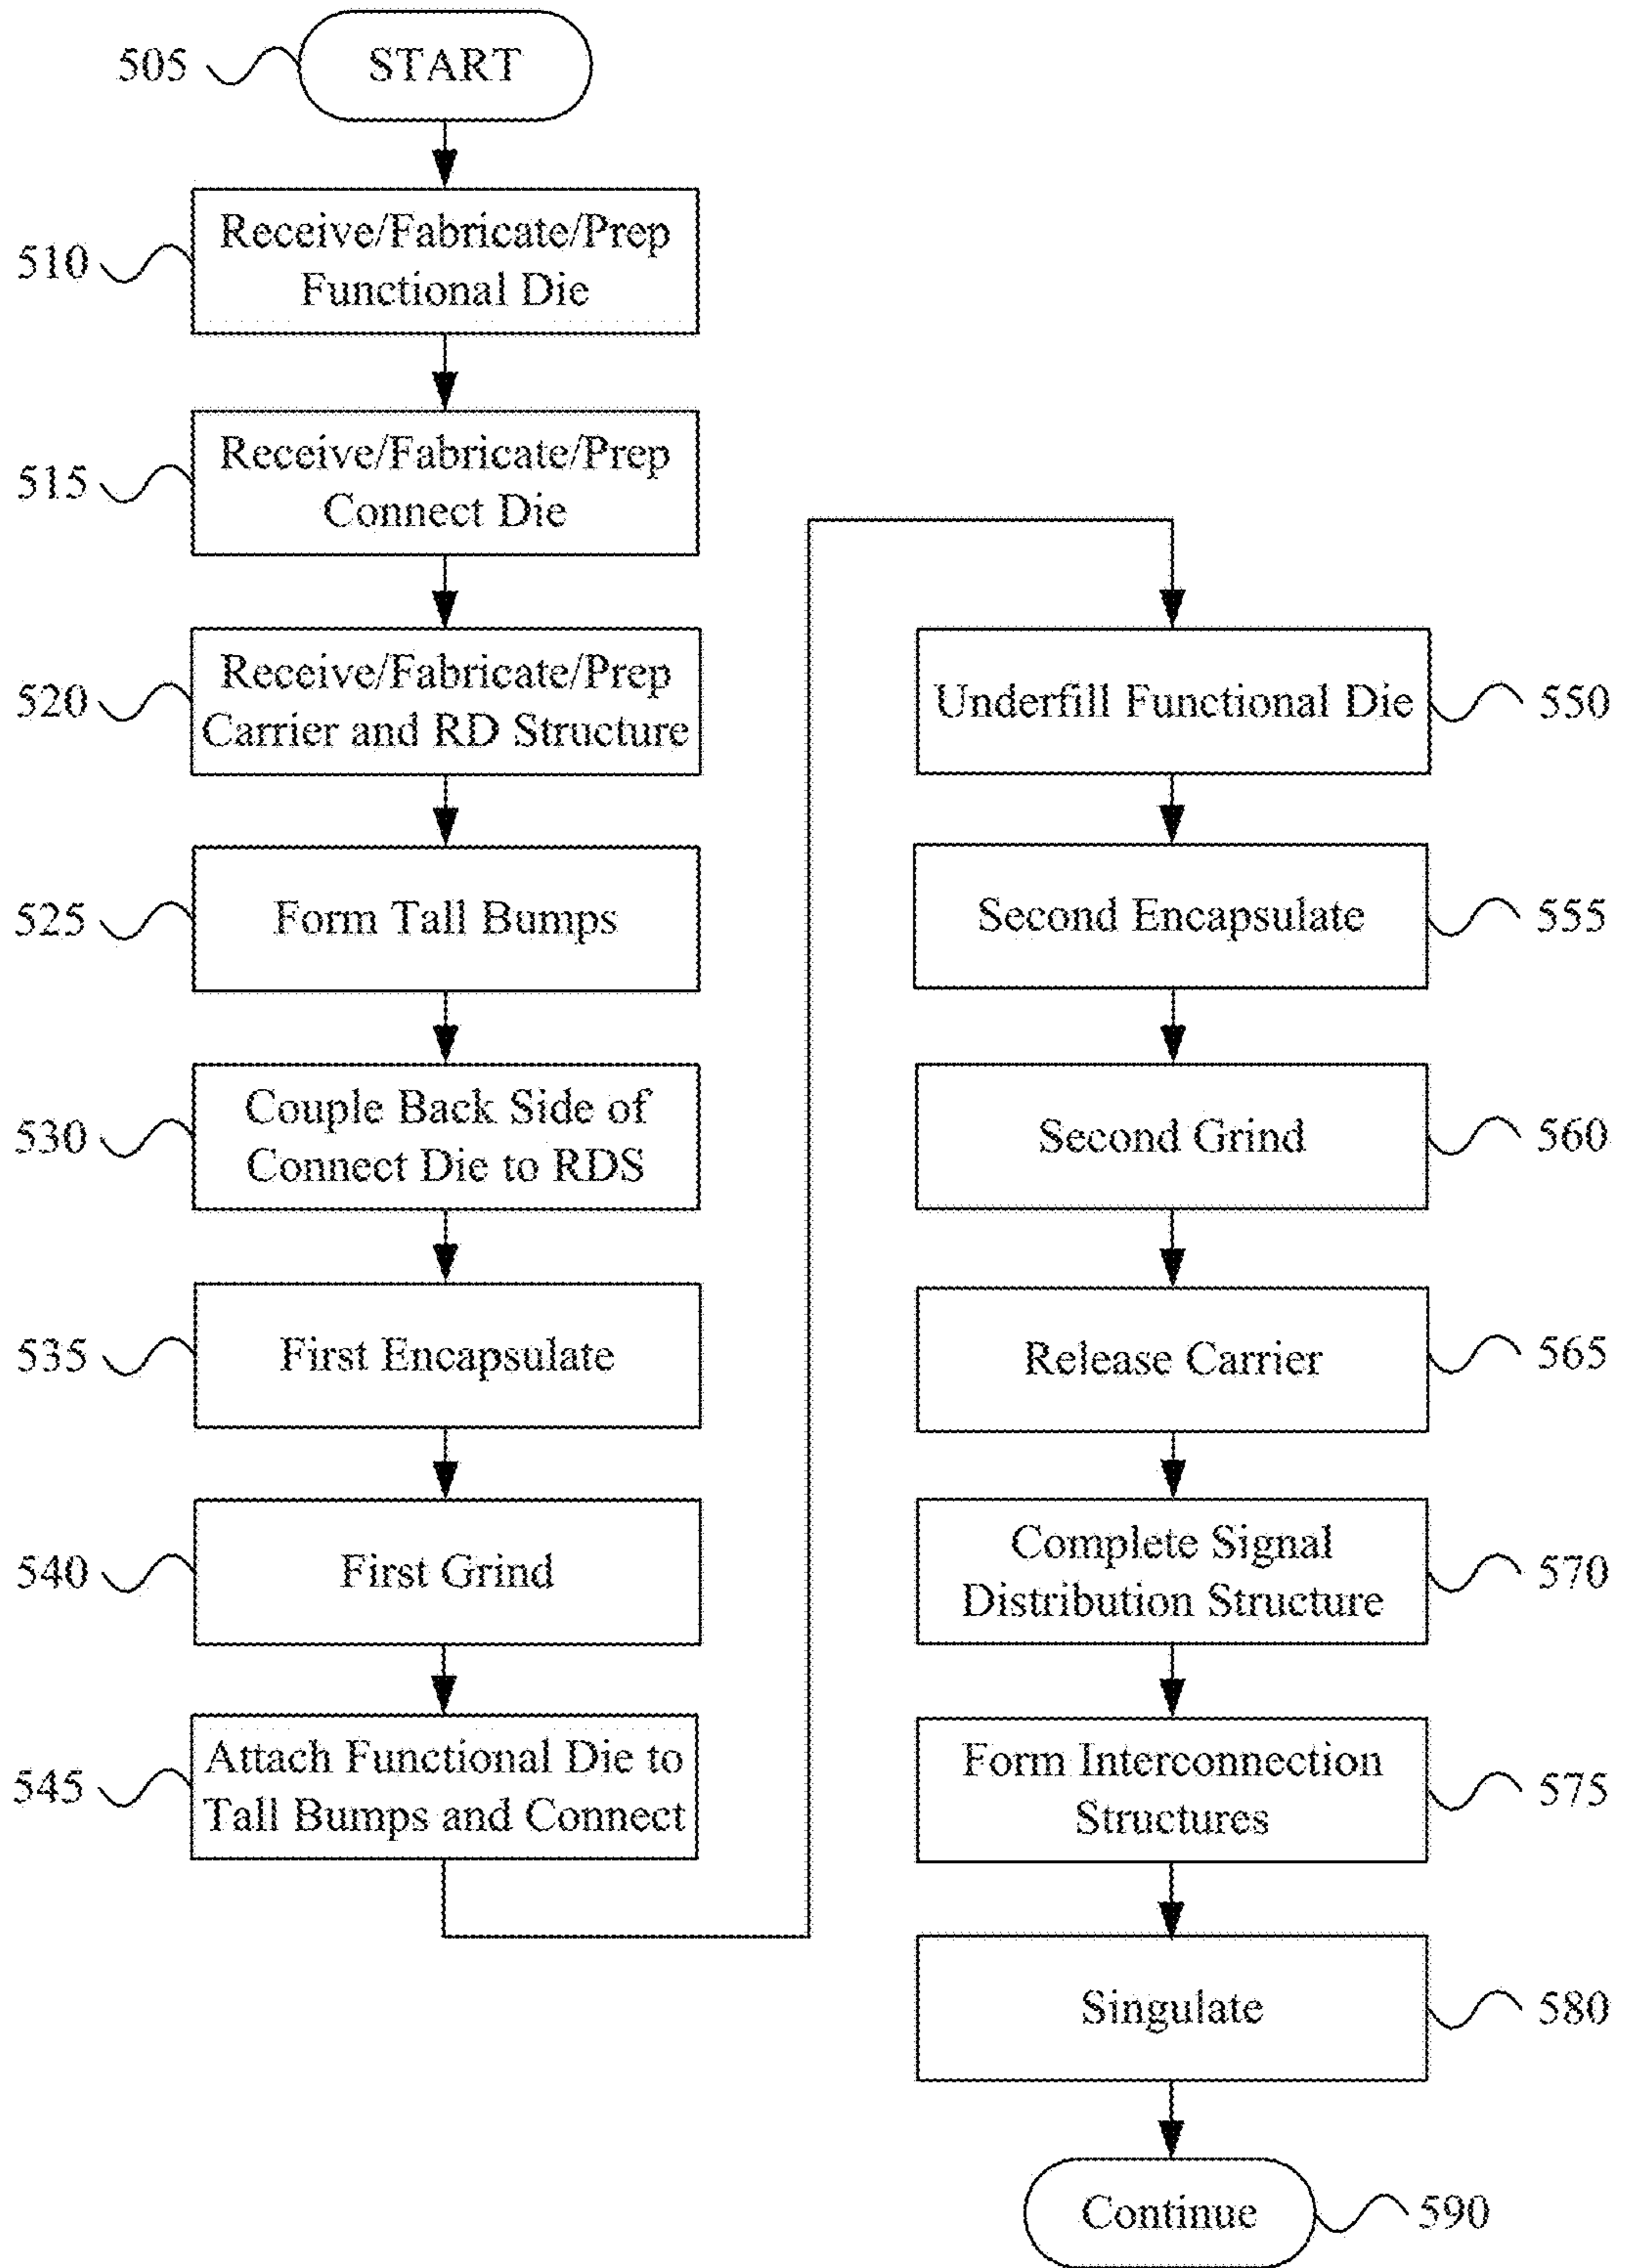 505
START
510
Receive/Fabricate/Prep
Functional Die
515
Receive/Fabricate/Prep
Connect Die
520
Receive/Fabricate/Prep
Carrier and RD Structure
525
Form Tall Bumps
530
Couple Back Side of
Connect Die to RDS
535
First Encapsulate
540
First Grind
545
Attach Functional Die to
Tall Bumps and Connect
Underfill Functional Die
550
Second Encapsulate
555
Second Grind
560
Release Carrier
565
Complete Signal
Distribution Structure
570
Form Interconnection
Structures
575
Singulate
580
Continue
590